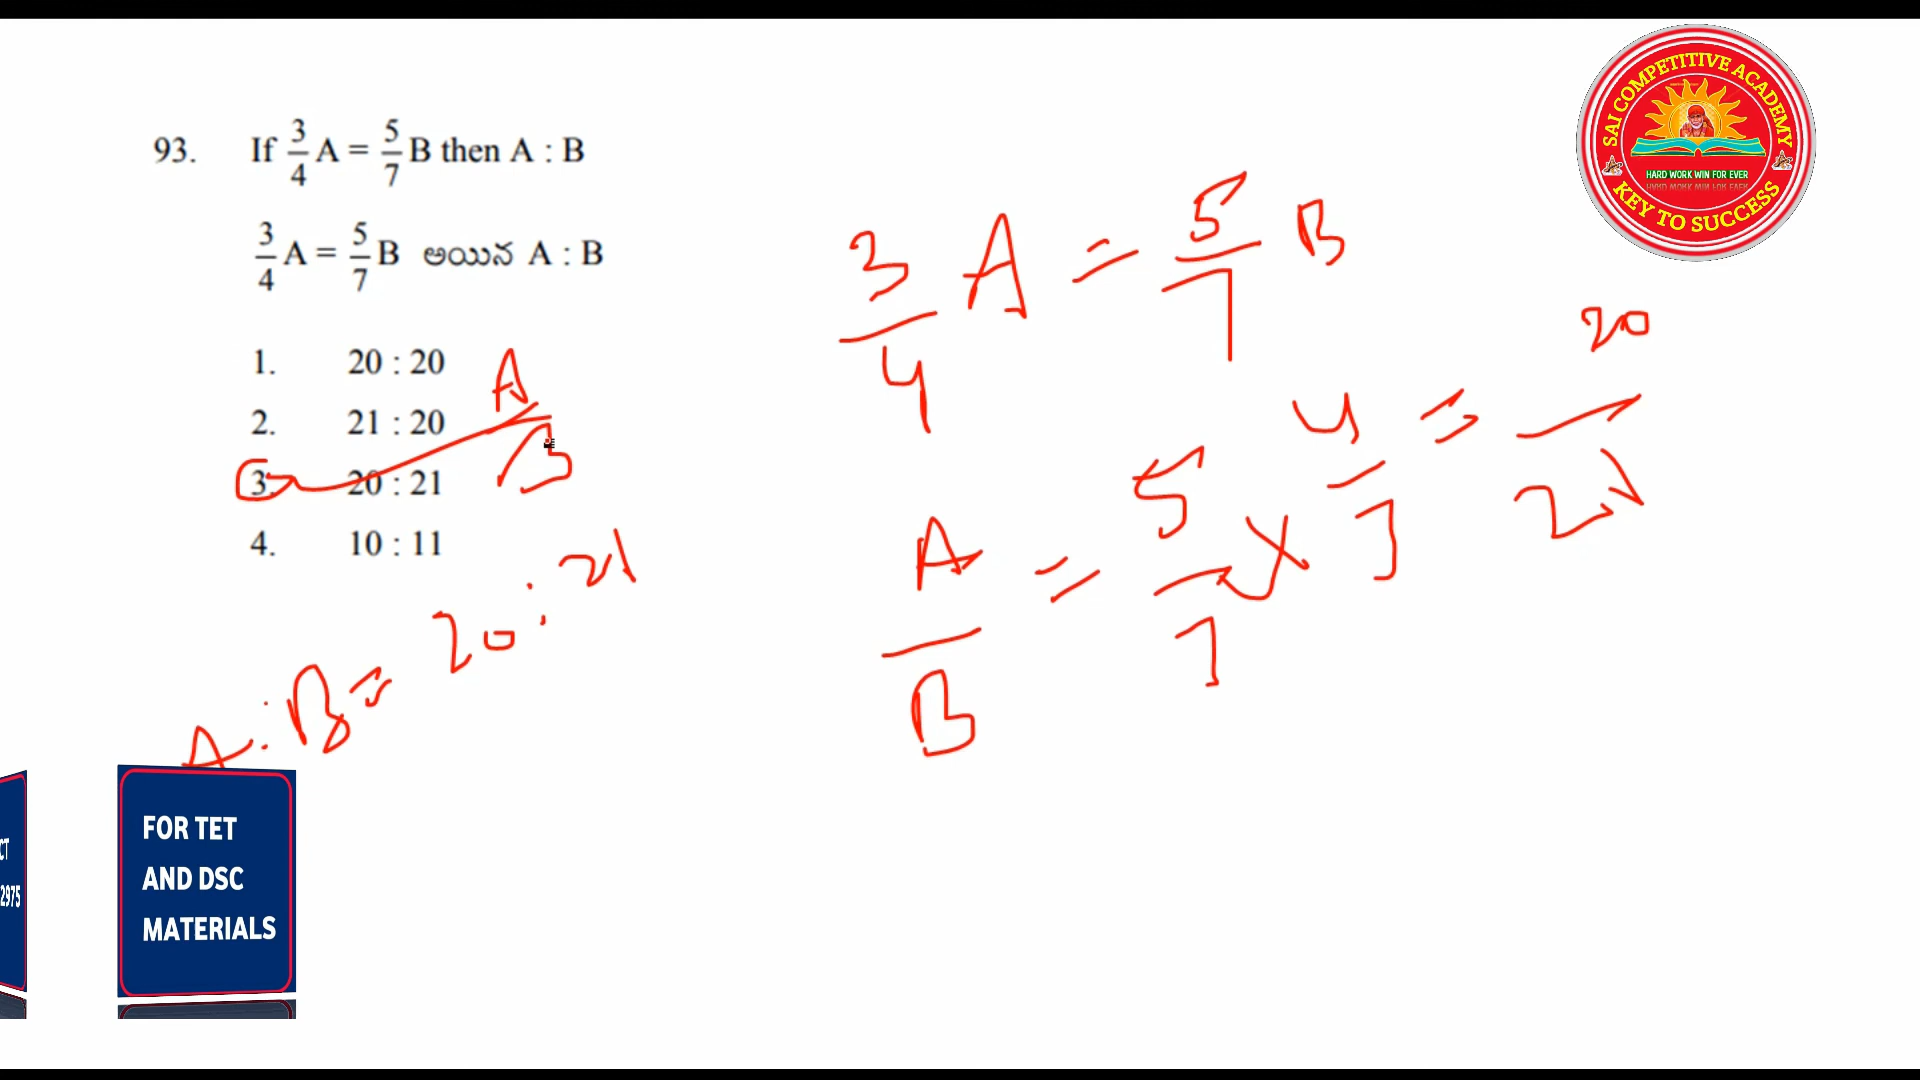 93. If 3/4 A = 5/7 B then A : B
3/4 A = 5/7 B అయిన A : B
1. 20 : 20
2. 21 : 20
3. 20 : 21
4. 10 : 11
A/B
A : B = 20 : 21
3/4 A = 5/7 B
A/B = 5/7 × 4/3 = 20/21
SAI COMPETITIVE ACADEMY
HARD WORK WIN FOR EVER
KEY TO SUCCESS
CT
2975
FOR TET
AND DSC
MATERIALS